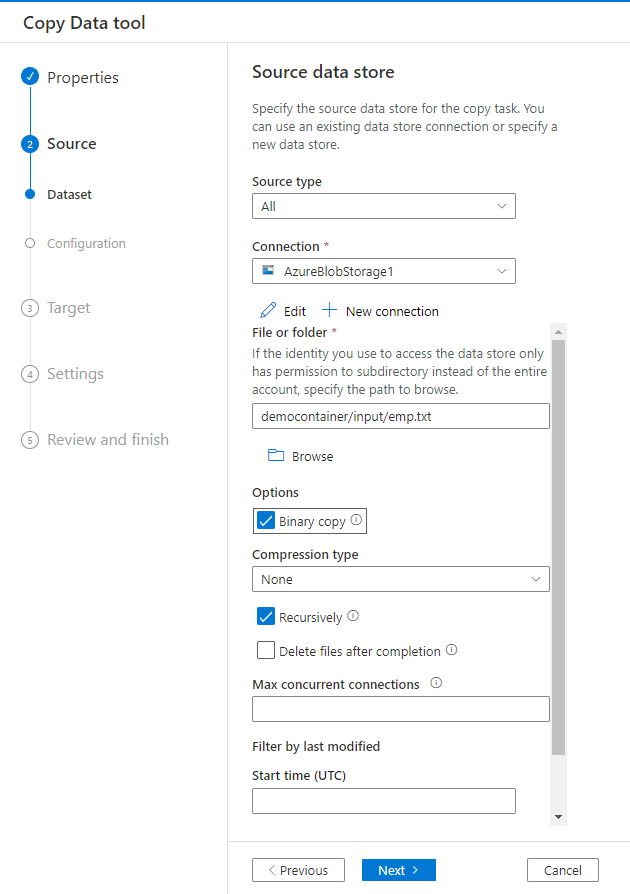 Copy Data tool
Properties
2
Source
Dataset
Configuration
3
Target
4
Settings
5
Review and finish
Source data store
Specify the source data store for the copy task. You
can use an existing data store connection or specify a
new data store.
Source type
All
Connection *
AzureBlobStorage1
Edit
New connection
File or folder *
If the identity you use to access the data store only
has permission to subdirectory instead of the entire
account, specify the path to browse.
democontainer/input/emp.txt
Browse
Options
Binary copy
Compression type
None
Recursively
Delete files after completion
Max concurrent connections
Filter by last modified
Start time (UTC)
< Previous
Next >
Cancel